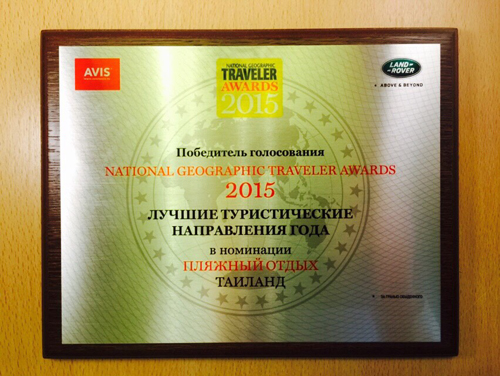 AVIS
NATIONAL GEOGRAPHIC
TRAVELER
AWARDS
2015
LAND-
ROVER
ABOVE & BEYOND
Победитель голосования
NATIONAL GEOGRAPHIC TRAVELER AWARDS
2015
ЛУЧШИЕ ТУРИСТИЧЕСКИЕ
НАПРАВЛЕНИЯ ГОДА
в номинации
ПЛЯЖНЫЙ ОТДЫХ
ТАИЛАНД